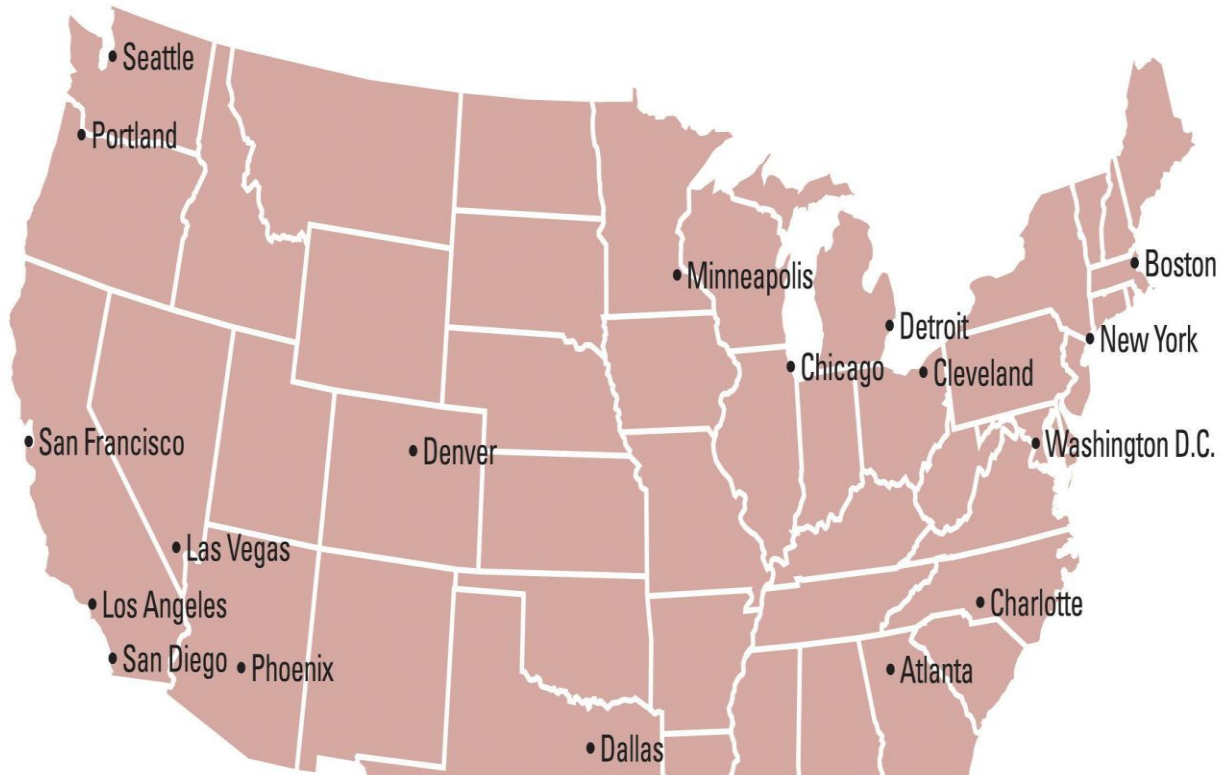 Seattle
Portland
Minneapolis
Boston
Detroit
New York
Chicago
Cleveland
San Francisco
Denver
Washington D.C.
Las Vegas
Los Angeles
Charlotte
San Diego
Phoenix
Atlanta
Dallas